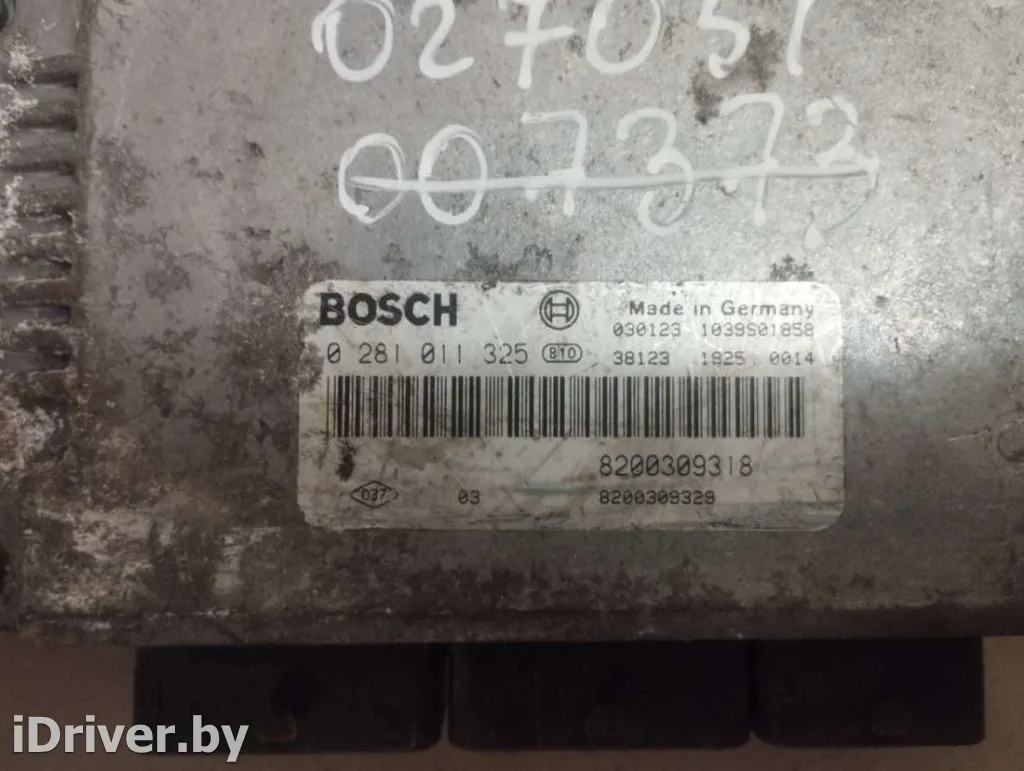 027051
007373
BOSCH
Made in Germany
030123 1039S01858
0 281 011 325 810
38123 1825 0014
8200309318
037 03 8200309329
iDriver.by